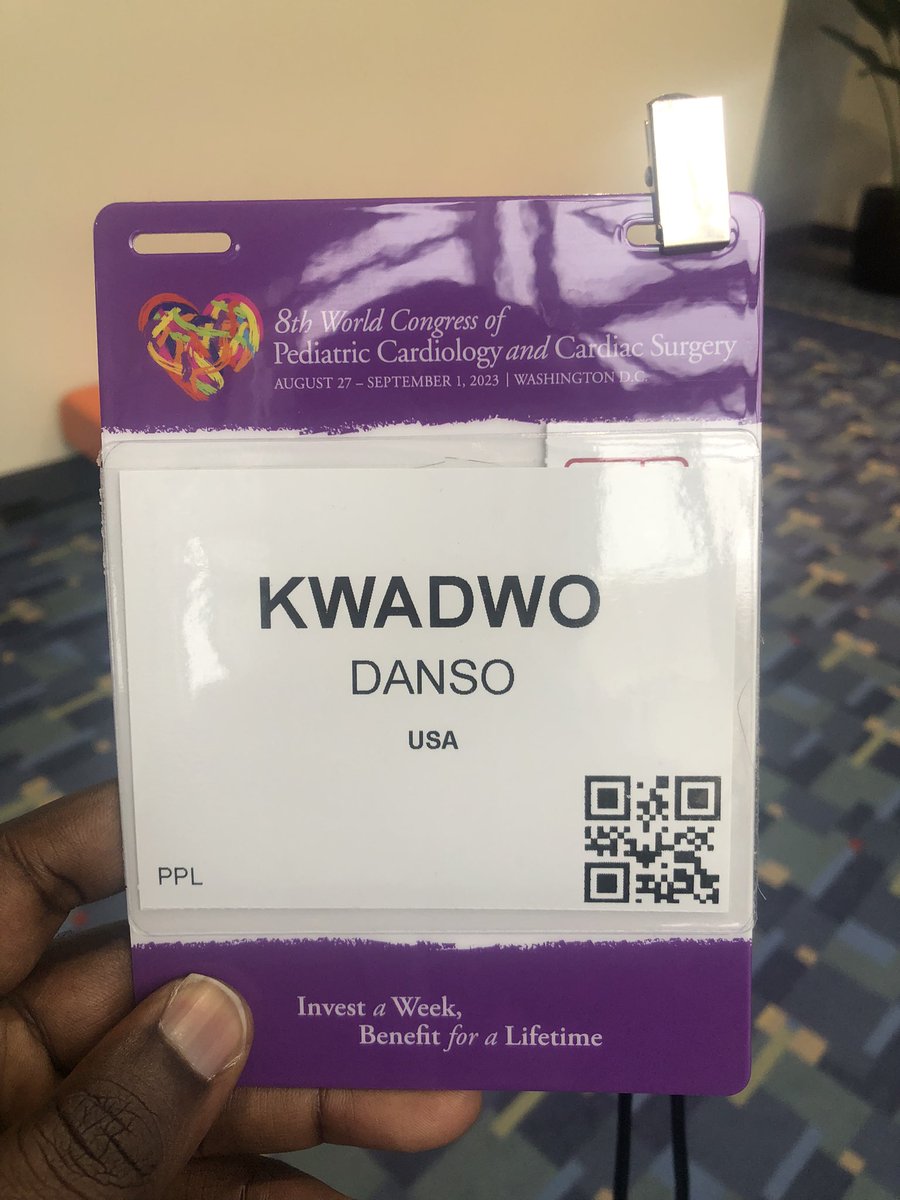 8th World Congress of
Pediatric Cardiology and Cardiac Surgery
AUGUST 27 – SEPTEMBER 1, 2023 | WASHINGTON D.C.
KWADWO
DANSO
USA
PPL
Invest a Week,
Benefit for a Lifetime